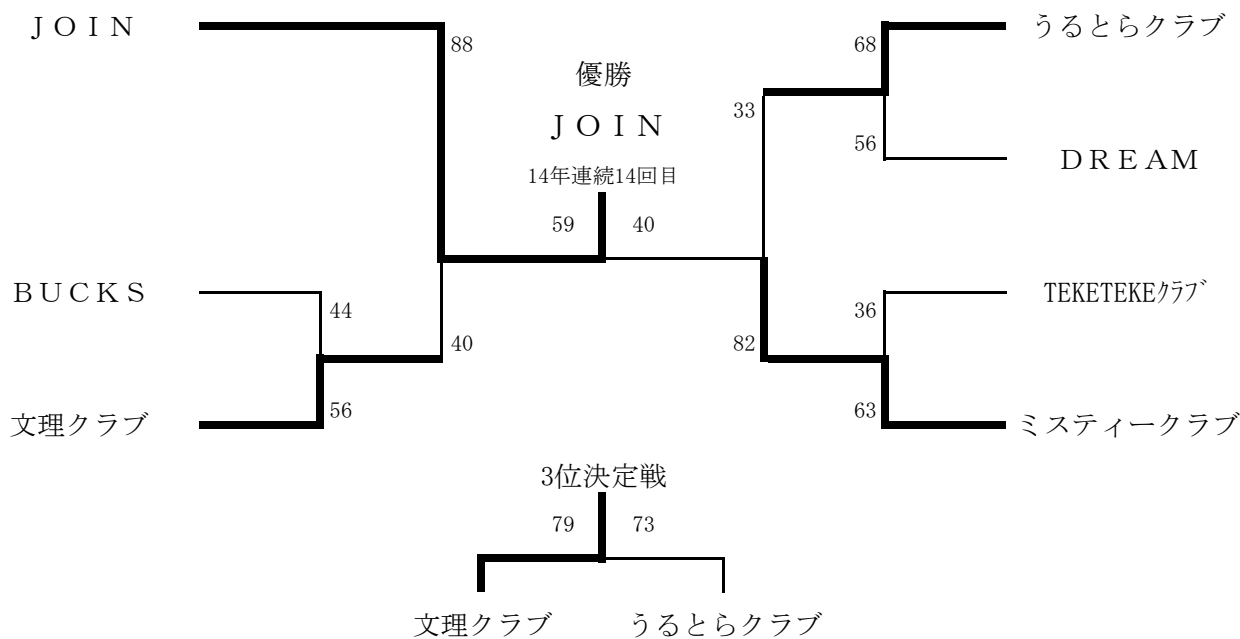 ＪＯＩＮ
うるとらクラブ
88
68
優勝
ＪＯＩＮ
33
56
ＤＲＥＡＭ
14年連続14回目
59
40
ＢＵＣＫＳ
TEKETEKEｸﾗﾌﾞ
44
36
40
82
56
63
文理クラブ
ミスティークラブ
3位決定戦
79
73
文理クラブ
うるとらクラブ